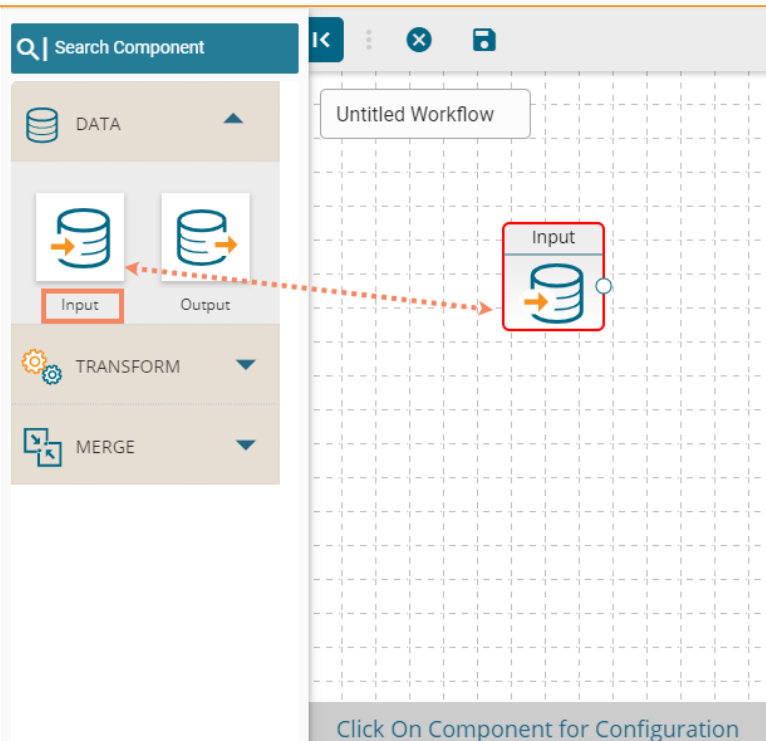 Search Component
DATA
Input
Output
TRANSFORM
MERGE
Untitled Workflow
Input
Click On Component for Configuration